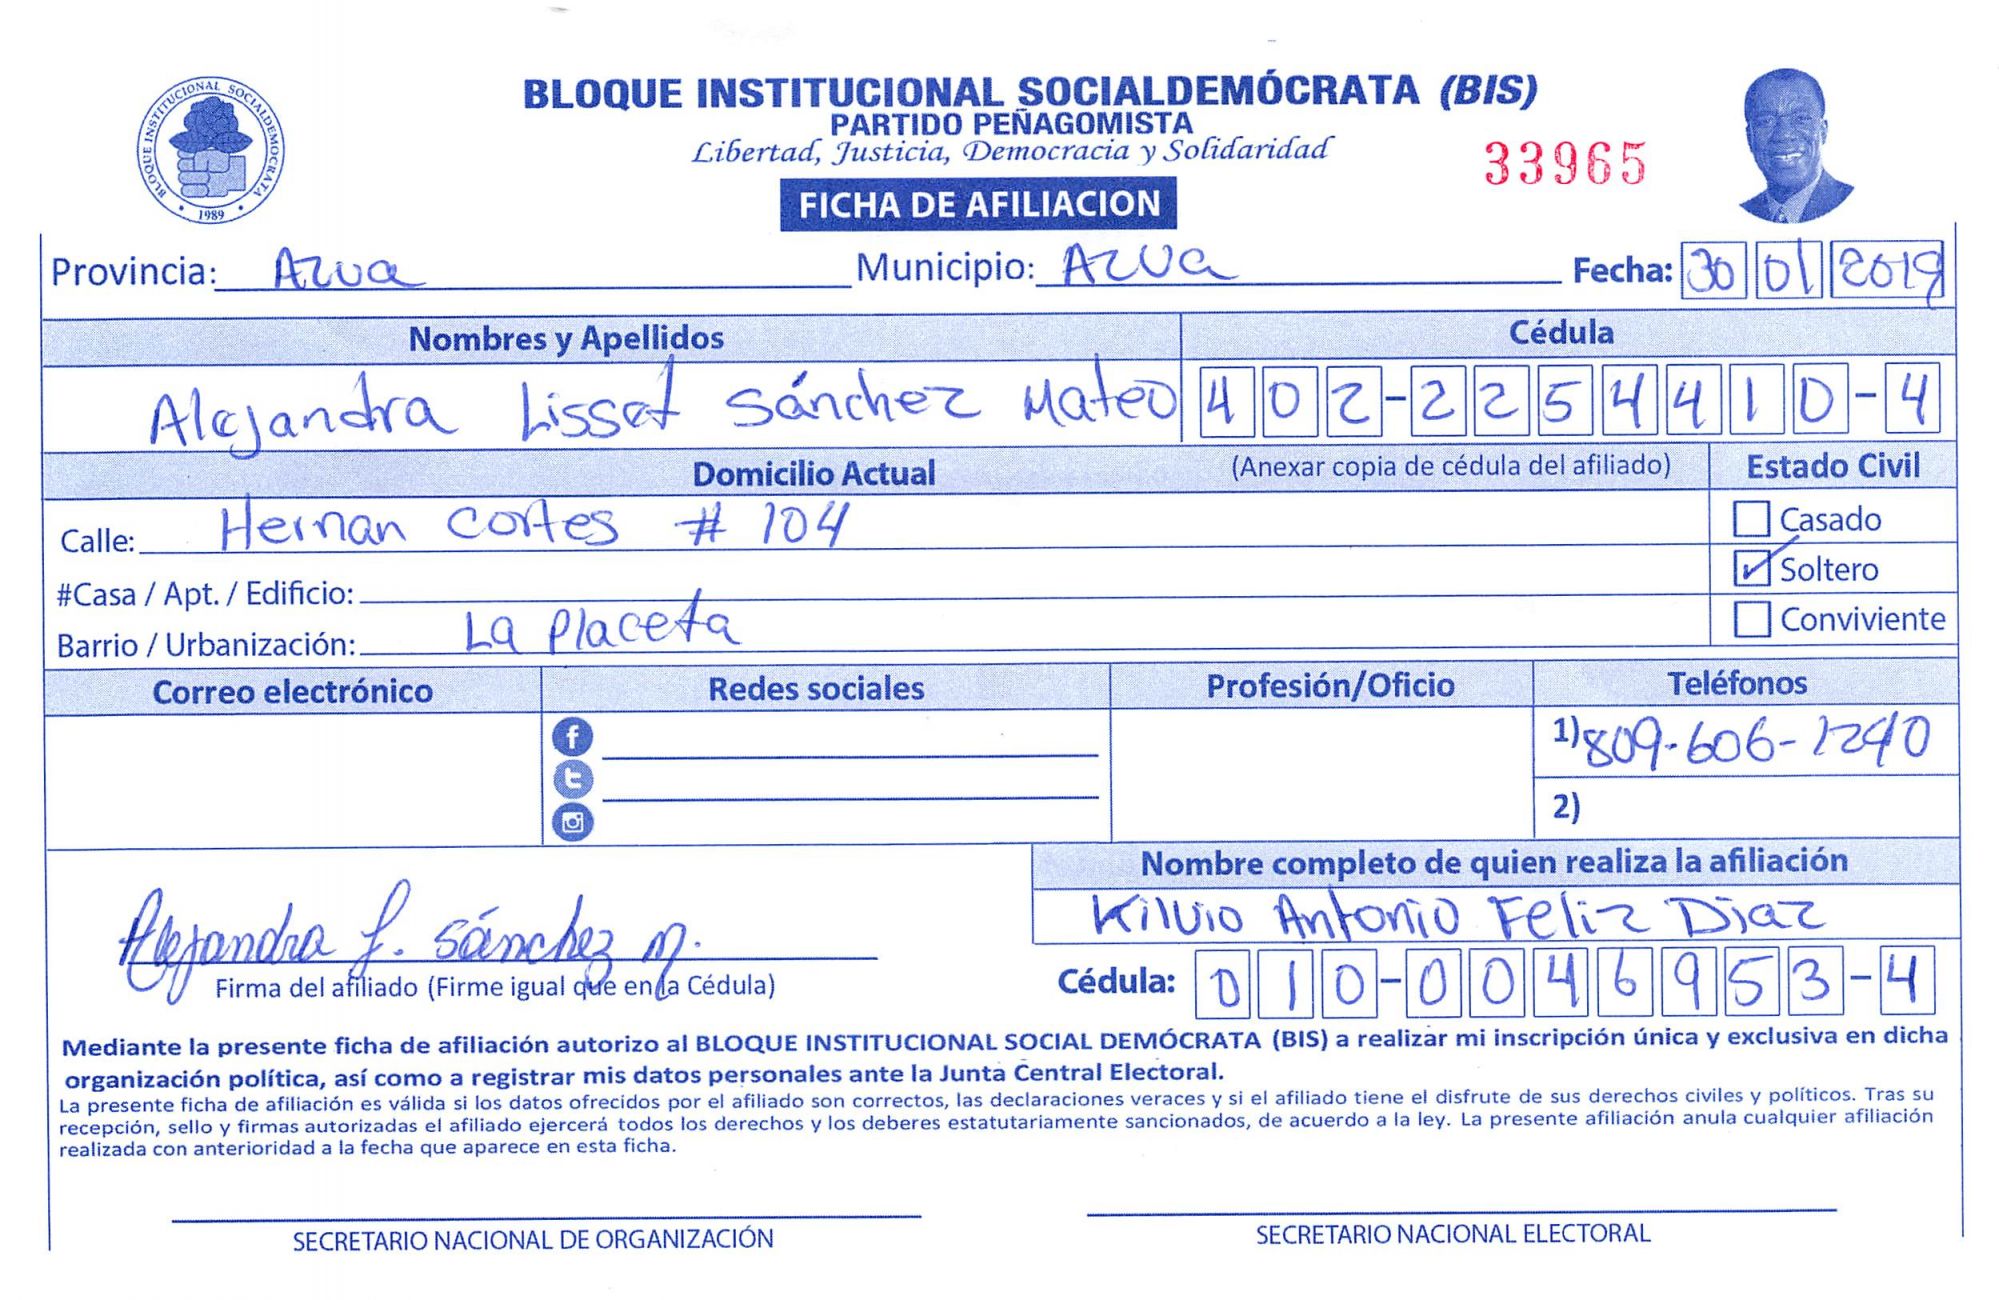 BLOQUE INSTITUCIONAL SOCIALDEMOCRATA
1989
BLOQUE INSTITUCIONAL SOCIALDEMÓCRATA (BIS)
PARTIDO PEÑAGOMISTA
Libertad, Justicia, Democracia y Solidaridad
33965
FICHA DE AFILIACION
Provincia: Azua Municipio: Azua Fecha: 30 01 2019
Nombres y Apellidos Cédula
Alejandra Lisset Sánchez Mateo 402-2254410-4
Domicilio Actual (Anexar copia de cédula del afiliado) Estado Civil
Calle: Hernan Cortes # 104 Casado
#Casa / Apt. / Edificio: Soltero
Barrio / Urbanización: La Placeta Conviviente
Correo electrónico Redes sociales Profesión/Oficio Teléfonos
1) 809-606-1240
2)
Nombre completo de quien realiza la afiliación
Kilvio Antonio Feliz Diaz
Alejandra L. Sánchez M.
Firma del afiliado (Firme igual que en la Cédula) Cédula: 010-0046953-4
Mediante la presente ficha de afiliación autorizo al BLOQUE INSTITUCIONAL SOCIAL DEMÓCRATA (BIS) a realizar mi inscripción única y exclusiva en dicha
organización política, así como a registrar mis datos personales ante la Junta Central Electoral.
La presente ficha de afiliación es válida si los datos ofrecidos por el afiliado son correctos, las declaraciones veraces y si el afiliado tiene el disfrute de sus derechos civiles y políticos. Tras su
recepción, sello y firmas autorizadas el afiliado ejercerá todos los derechos y los deberes estatutariamente sancionados, de acuerdo a la ley. La presente afiliación anula cualquier afiliación
realizada con anterioridad a la fecha que aparece en esta ficha.
SECRETARIO NACIONAL DE ORGANIZACIÓN SECRETARIO NACIONAL ELECTORAL